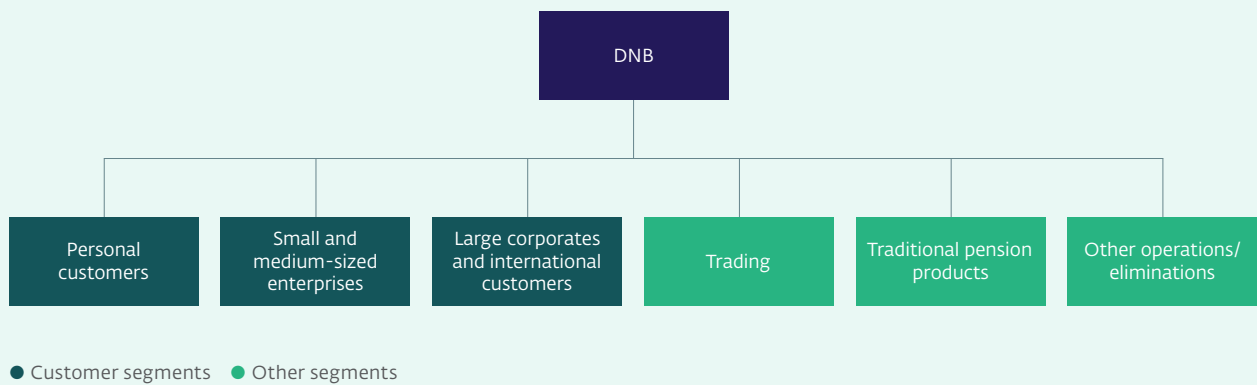 DNB
Personal
customers
Small and
medium-sized
enterprises
Large corporates
and international
customers
Trading
Traditional pension
products
Other operations/
eliminations
Customer segments
Other segments